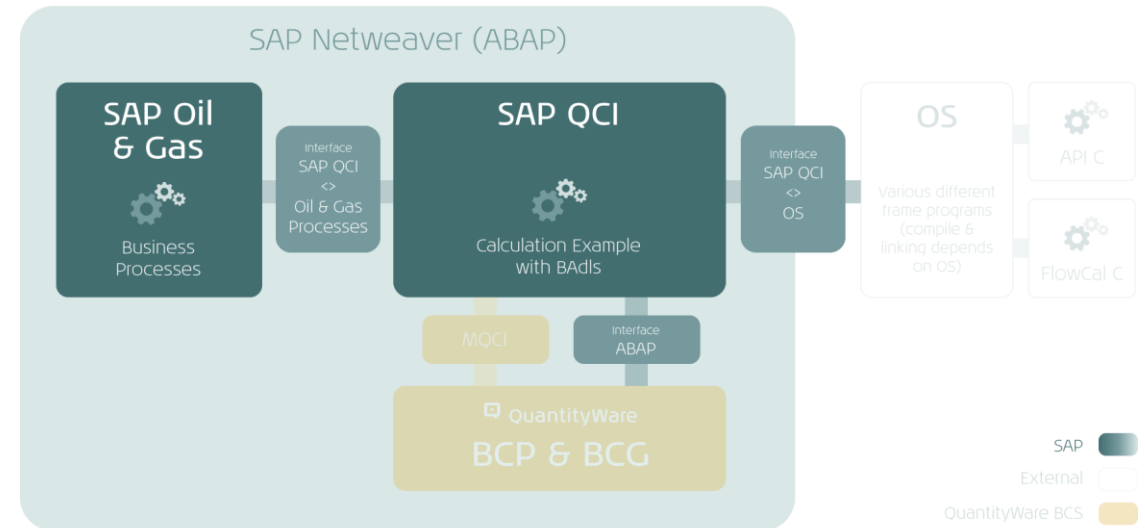 SAP Netweaver (ABAP)
SAP Oil
& Gas
Business
Processes
Interface
SAP QCI
<>
Oil & Gas
Processes
SAP QCI
Calculation Example
with BAdIs
Interface
SAP QCI
<>
OS
OS
Various different
frame programs
(compile &
linking depends
on OS)
API C
FlowCal C
MQCI
Interface
ABAP
QuantityWare
BCP & BCG
SAP
External
QuantityWare BCS